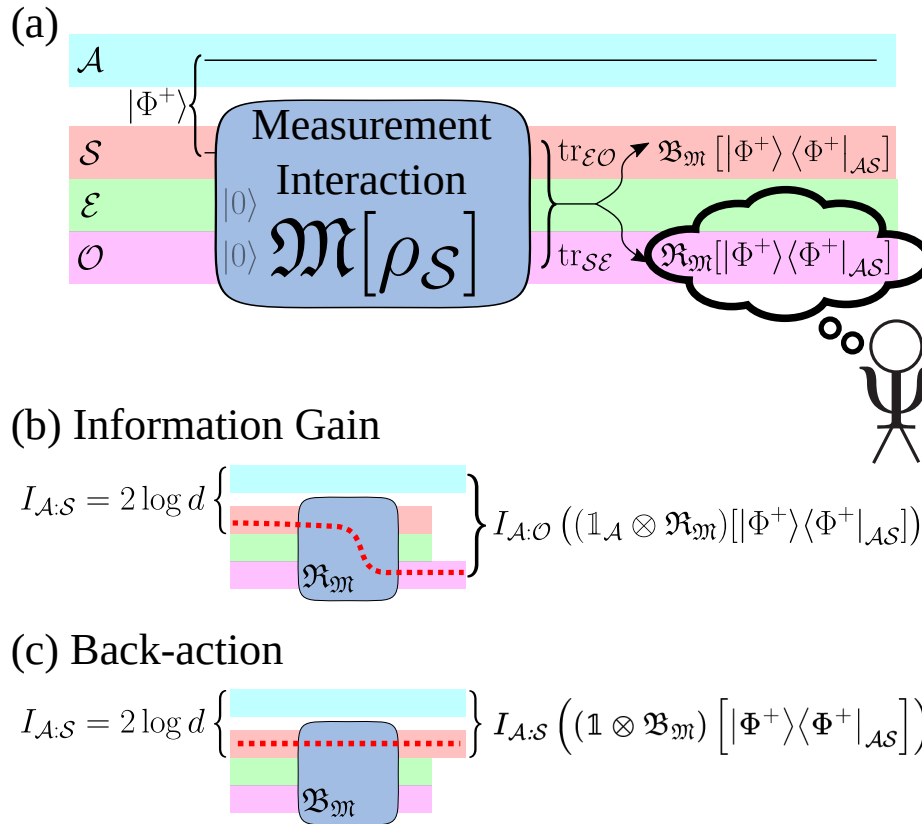 (a)
𝒜
|Φ⁺⟩
𝒮
ℰ
𝒪
|0⟩
|0⟩
Measurement
Interaction
𝔐[ρ_𝒮]
tr_{ℰ𝒪}
𝔅_𝔐 [|Φ⁺⟩⟨Φ⁺|_{𝒜𝒮}]
tr_{𝒮ℰ}
ℜ_𝔐[|Φ⁺⟩⟨Φ⁺|_{𝒜𝒮}]
(b) Information Gain
I_{𝒜:𝒮} = 2 log d
ℜ_𝔐
I_{𝒜:𝒪} ((𝟙_𝒜 ⊗ ℜ_𝔐)[|Φ⁺⟩⟨Φ⁺|_{𝒜𝒮}])
(c) Back-action
I_{𝒜:𝒮} = 2 log d
𝔅_𝔐
I_{𝒜:𝒮} ((𝟙 ⊗ 𝔅_𝔐) [|Φ⁺⟩⟨Φ⁺|_{𝒜𝒮}])